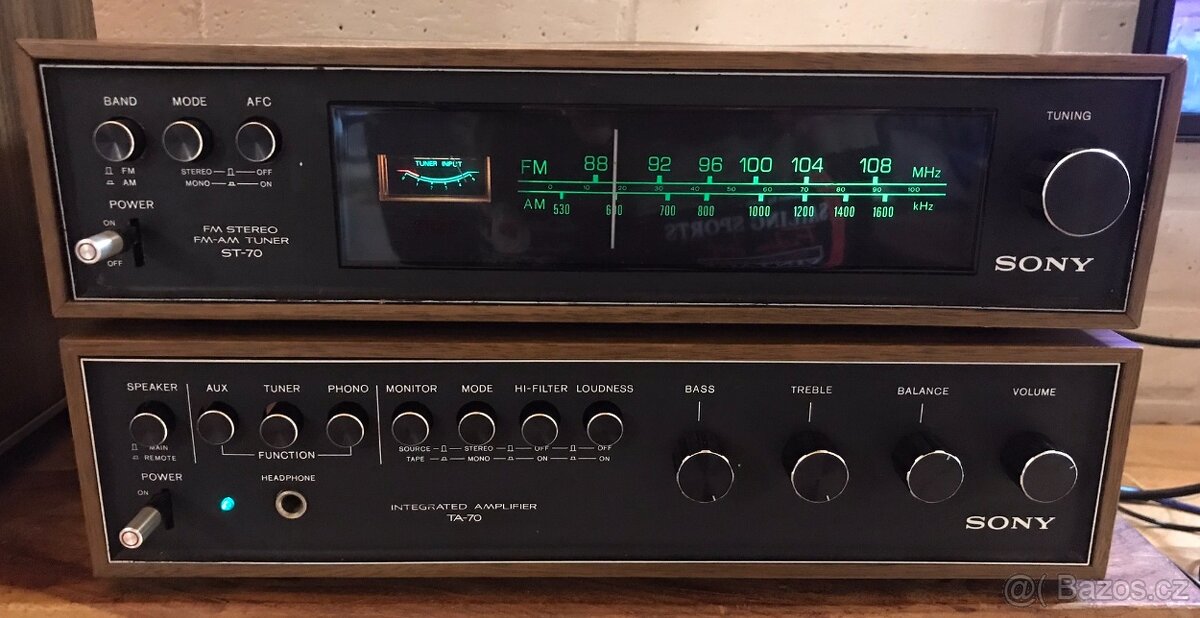 BAND MODE AFC
FM STEREO OFF
AM MONO ON
POWER
ON
OFF
FM STEREO
FM-AM TUNER
ST-70
TUNER INPUT
FM 88 92 96 100 104 108 MHz
0 10 20 30 40 50 60 70 80 90 100
AM 530 600 700 800 1000 1200 1400 1600 kHz
TUNING
SONY
SPEAKER AUX TUNER PHONO MONITOR MODE HI-FILTER LOUDNESS
BASS TREBLE BALANCE VOLUME
MAIN SOURCE STEREO OFF OFF
REMOTE FUNCTION TAPE MONO ON ON
POWER
ON
HEADPHONE
INTEGRATED AMPLIFIER
TA-70
SONY
Bazos.cz